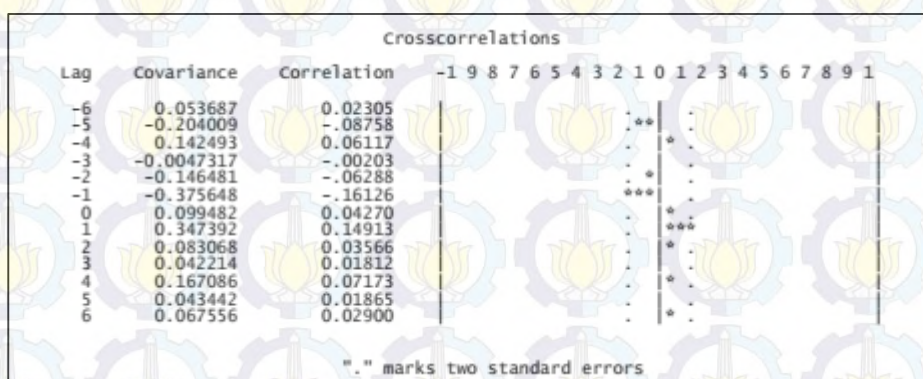 Crosscorrelations
Lag Covariance Correlation -1 9 8 7 6 5 4 3 2 1 0 1 2 3 4 5 6 7 8 9 1
-6 0.053687 0.02305 | . | . |
-5 -0.204009 -.08758 | .**| . |
-4 0.142493 0.06117 | . |* . |
-3 -0.0047317 -.00203 | . | . |
-2 -0.146481 -.06288 | . *| . |
-1 -0.375648 -.16126 | ***| . |
0 0.099482 0.04270 | . |* . |
1 0.347392 0.14913 | . |*** |
2 0.083068 0.03566 | . |* . |
3 0.042214 0.01812 | . | . |
4 0.167086 0.07173 | . |* . |
5 0.043442 0.01865 | . | . |
6 0.067556 0.02900 | . |* . |
"." marks two standard errors